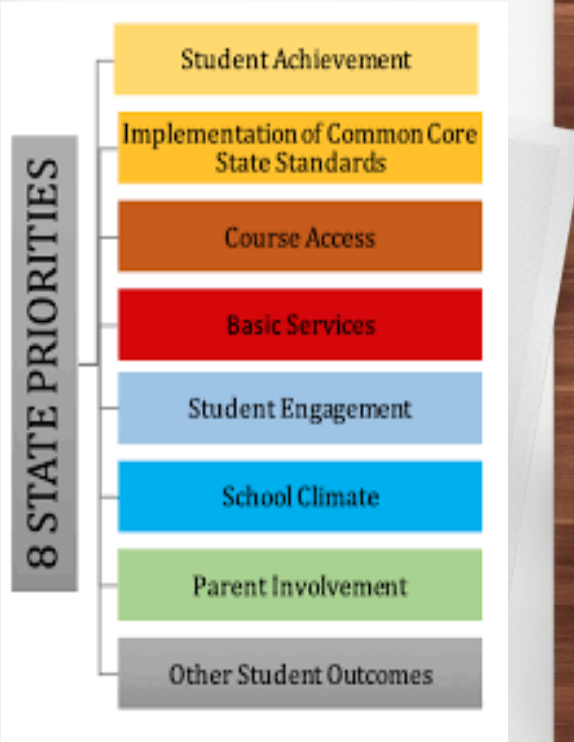 8 STATE PRIORITIES
Student Achievement
Implementation of Common Core
State Standards
Course Access
Basic Services
Student Engagement
School Climate
Parent Involvement
Other Student Outcomes